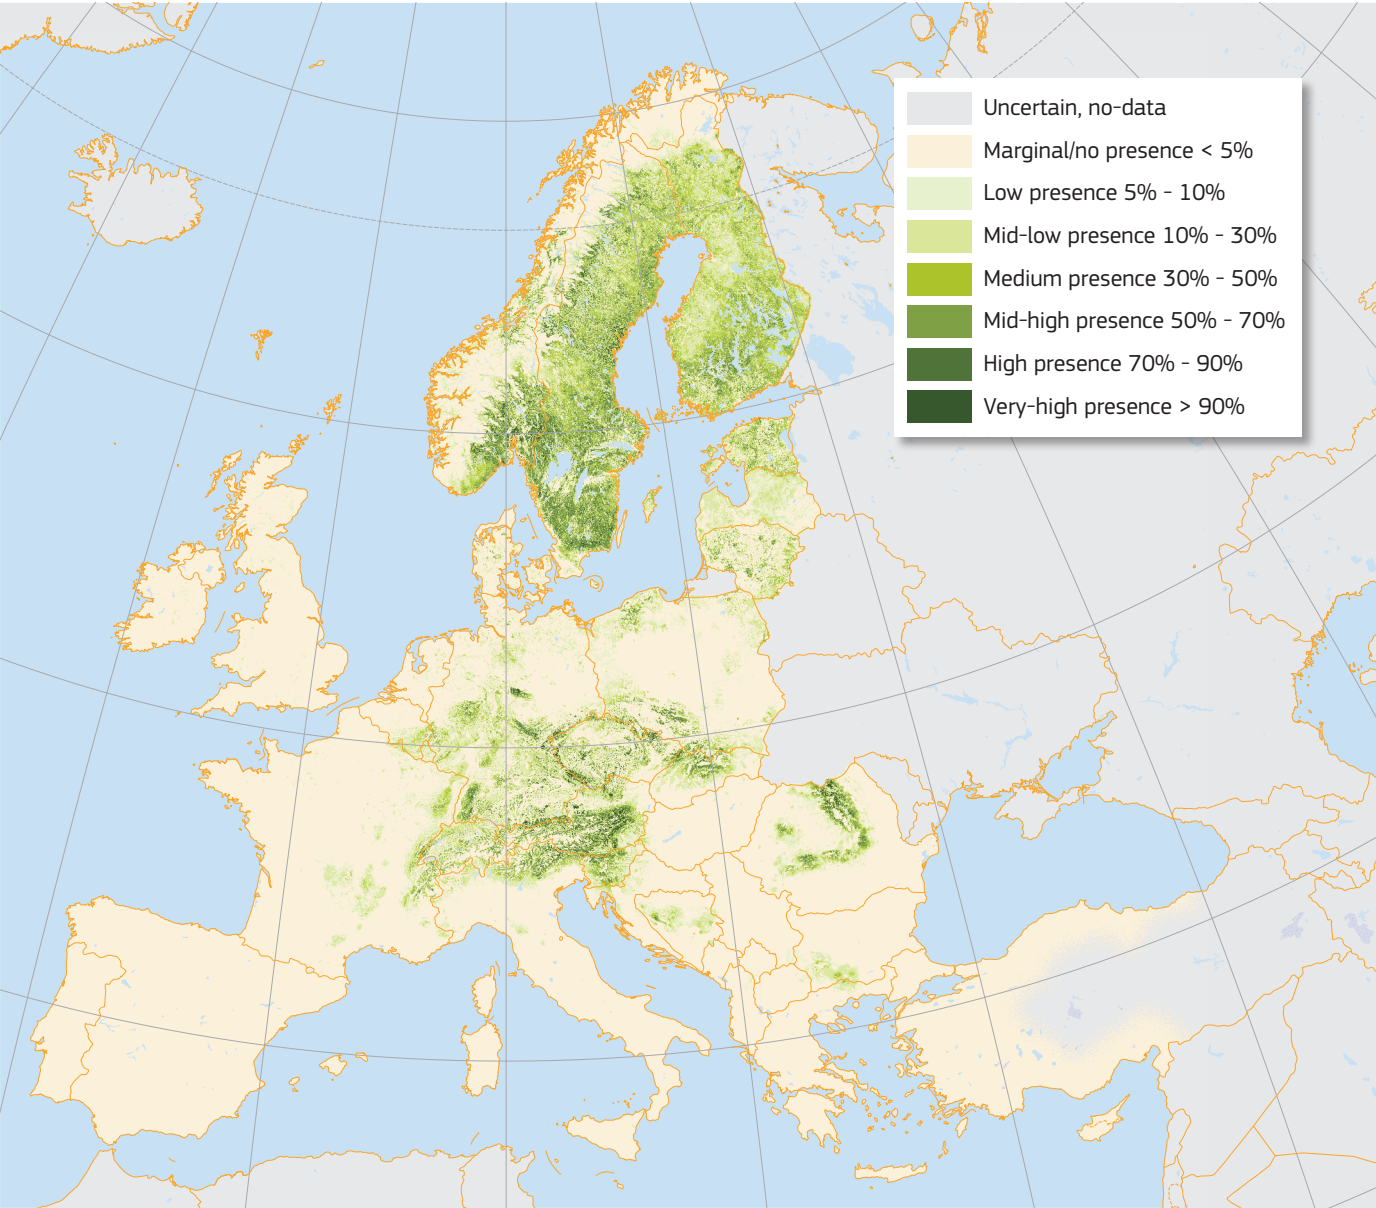 Uncertain, no-data
Marginal/no presence < 5%
Low presence 5% - 10%
Mid-low presence 10% - 30%
Medium presence 30% - 50%
Mid-high presence 50% - 70%
High presence 70% - 90%
Very-high presence > 90%